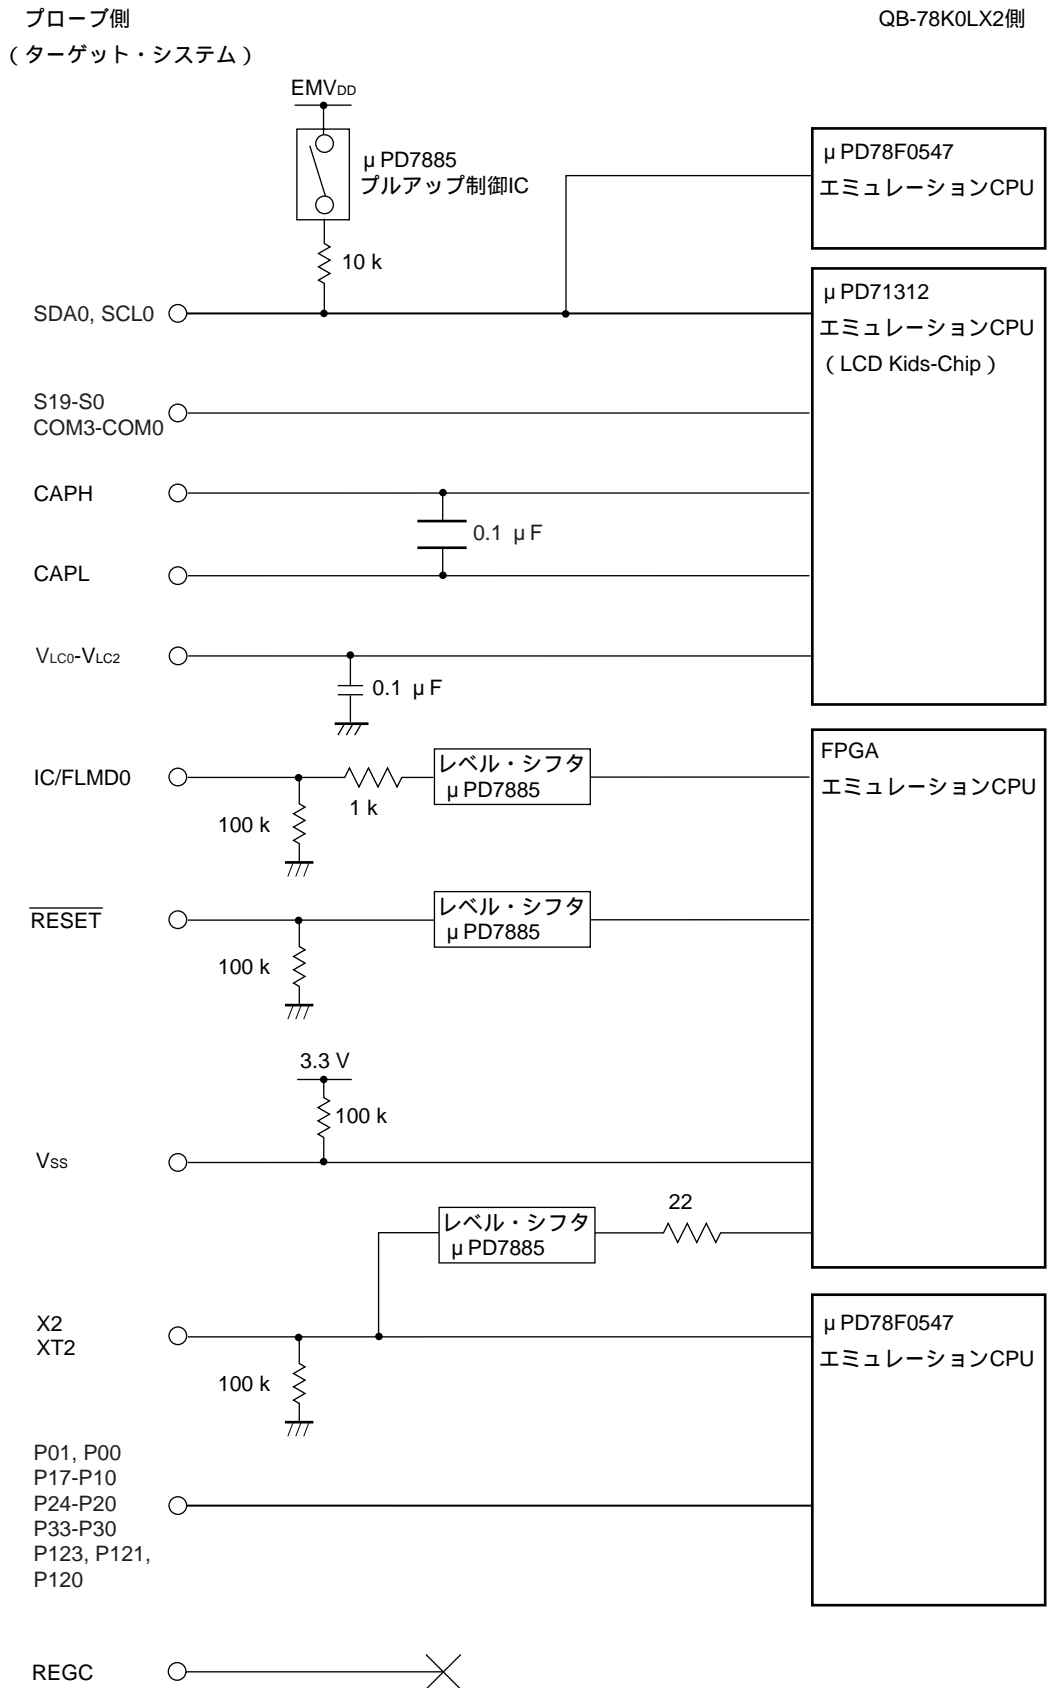 プローブ側
QB-78K0LX2側
(ターゲット・システム)
EMVDD
μPD7885
プルアップ制御IC
10 k
μPD78F0547
エミュレーションCPU
SDA0, SCL0
μPD71312
エミュレーションCPU
(LCD Kids-Chip)
S19-S0
COM3-COM0
CAPH
0.1 μF
CAPL
VLC0-VLC2
0.1 μF
IC/FLMD0
100 k
1 k
レベル・シフタ
μPD7885
FPGA
エミュレーションCPU
RESET
100 k
レベル・シフタ
μPD7885
3.3 V
100 k
VSS
レベル・シフタ
μPD7885
22
X2
XT2
100 k
μPD78F0547
エミュレーションCPU
P01, P00
P17-P10
P24-P20
P33-P30
P123, P121,
P120
REGC